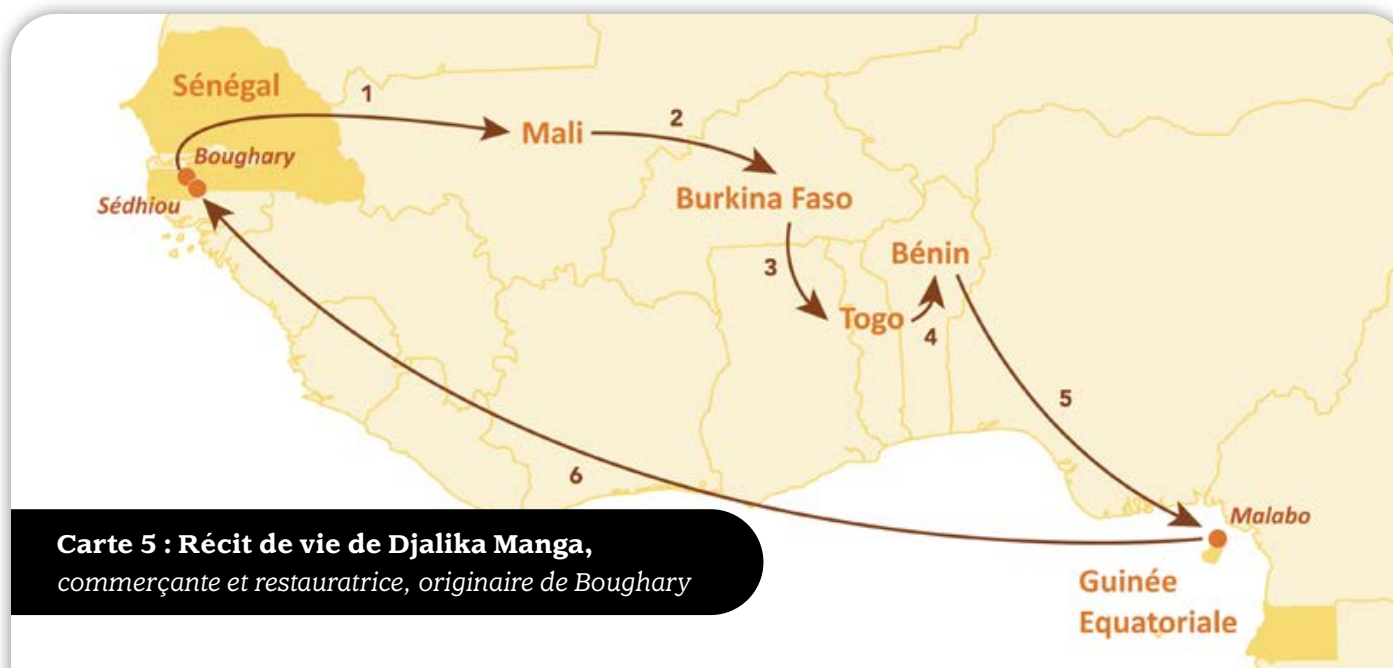 Sénégal
1
Mali
2
Boughary
Sédhiou
Burkina Faso
3
Bénin
Togo
4
5
6
Malabo
Guinée
Equatoriale
Carte 5 : Récit de vie de Djalika Manga,
commerçante et restauratrice, originaire de Boughary